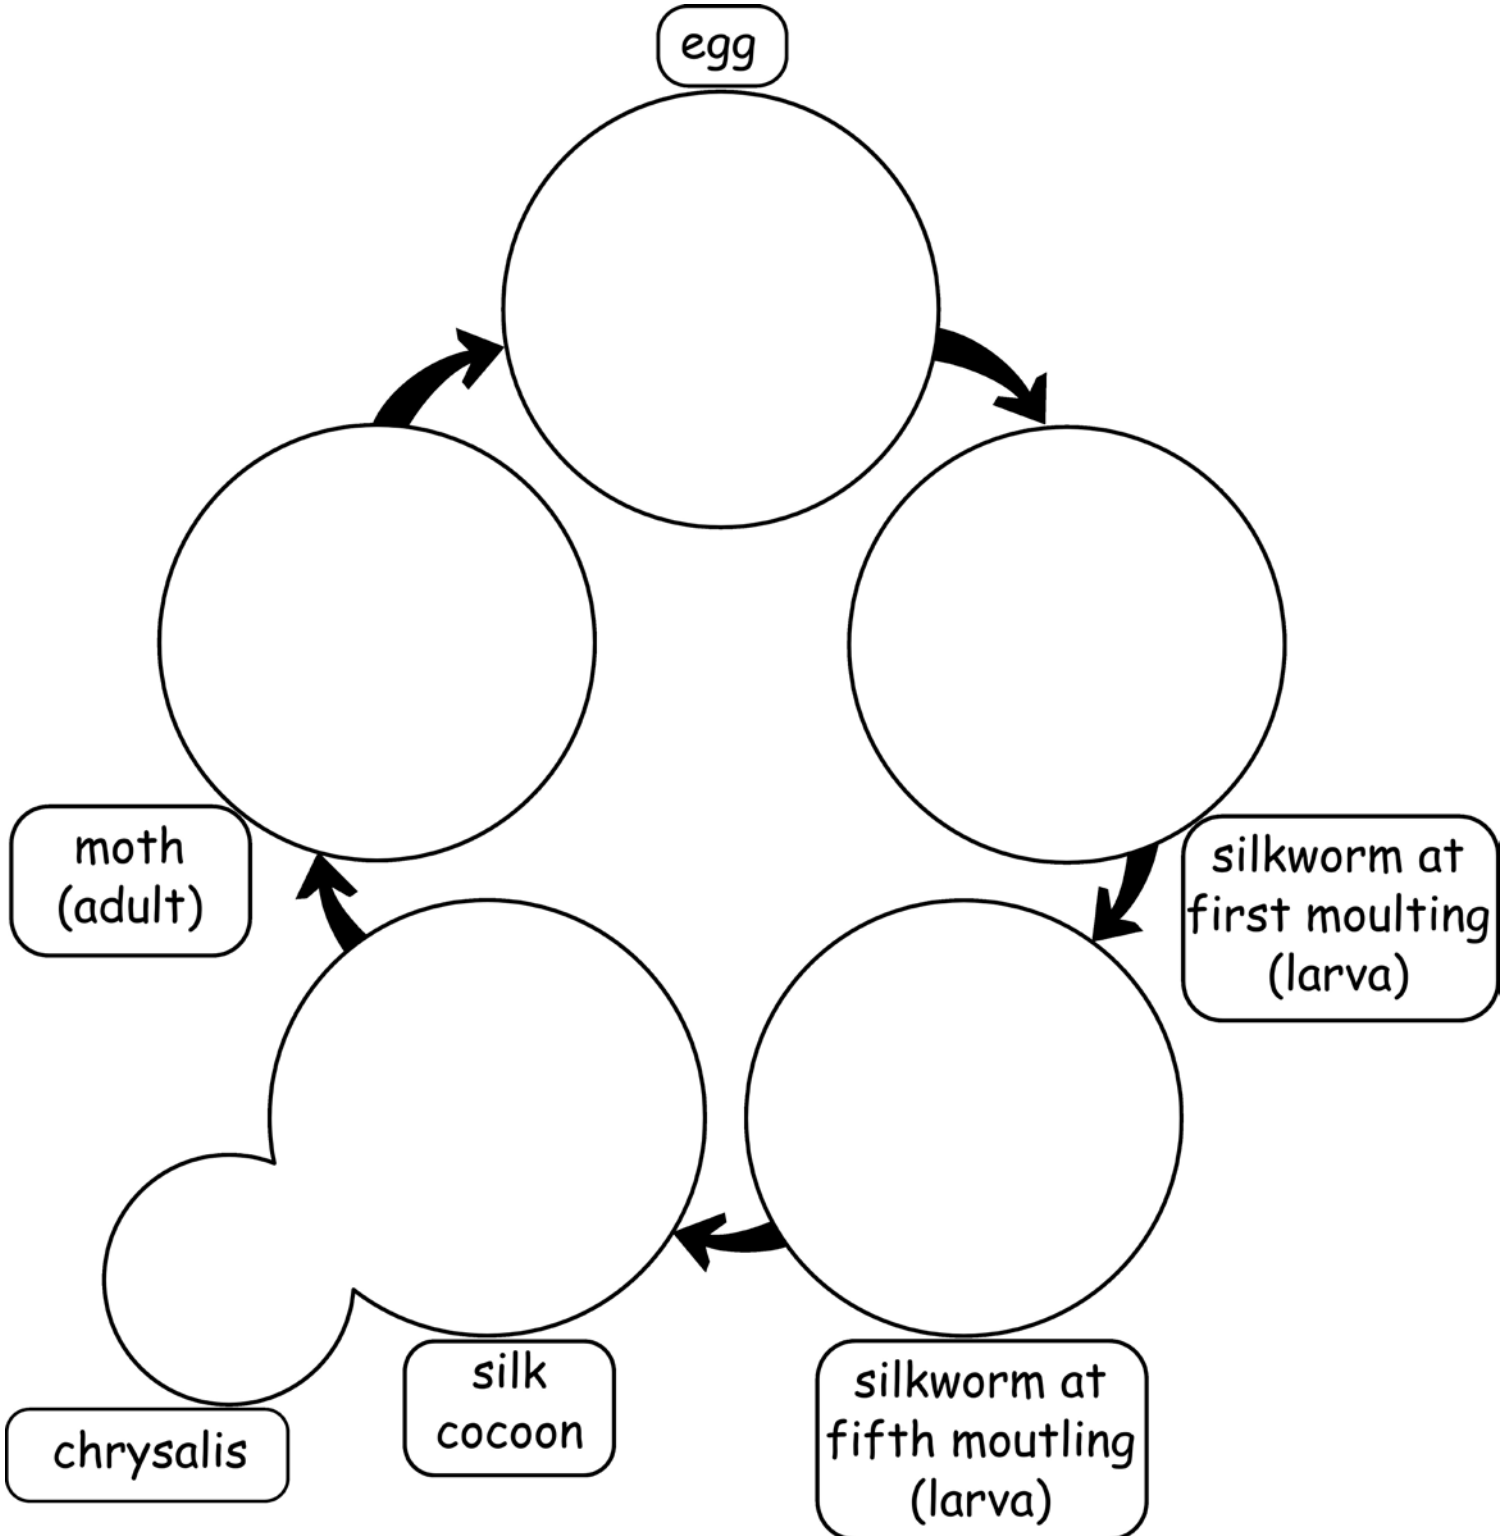 egg
moth
(adult)
silkworm at
first moulting
(larva)
silk
cocoon
silkworm at
fifth moutling
(larva)
chrysalis